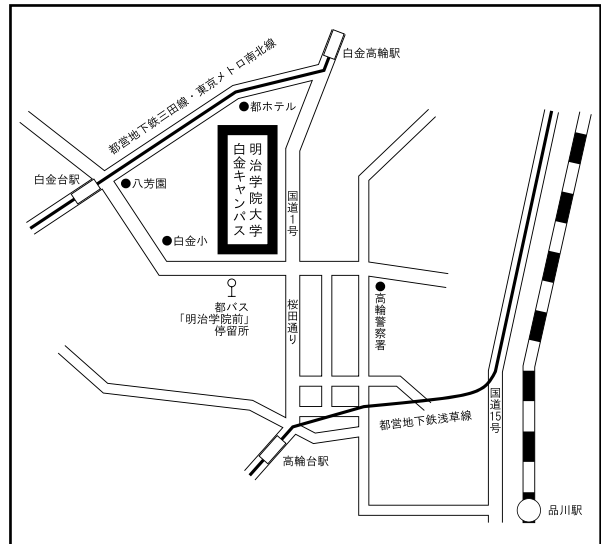 白金高輪駅
都営地下鉄三田線・東京メトロ南北線
都ホテル
明治学院大学
白金キャンパス
白金台駅
八芳園
国道1号
白金小
都バス
「明治学院前」
停留所
桜田通り
高輪警察署
都営地下鉄浅草線
国道15号
高輪台駅
品川駅